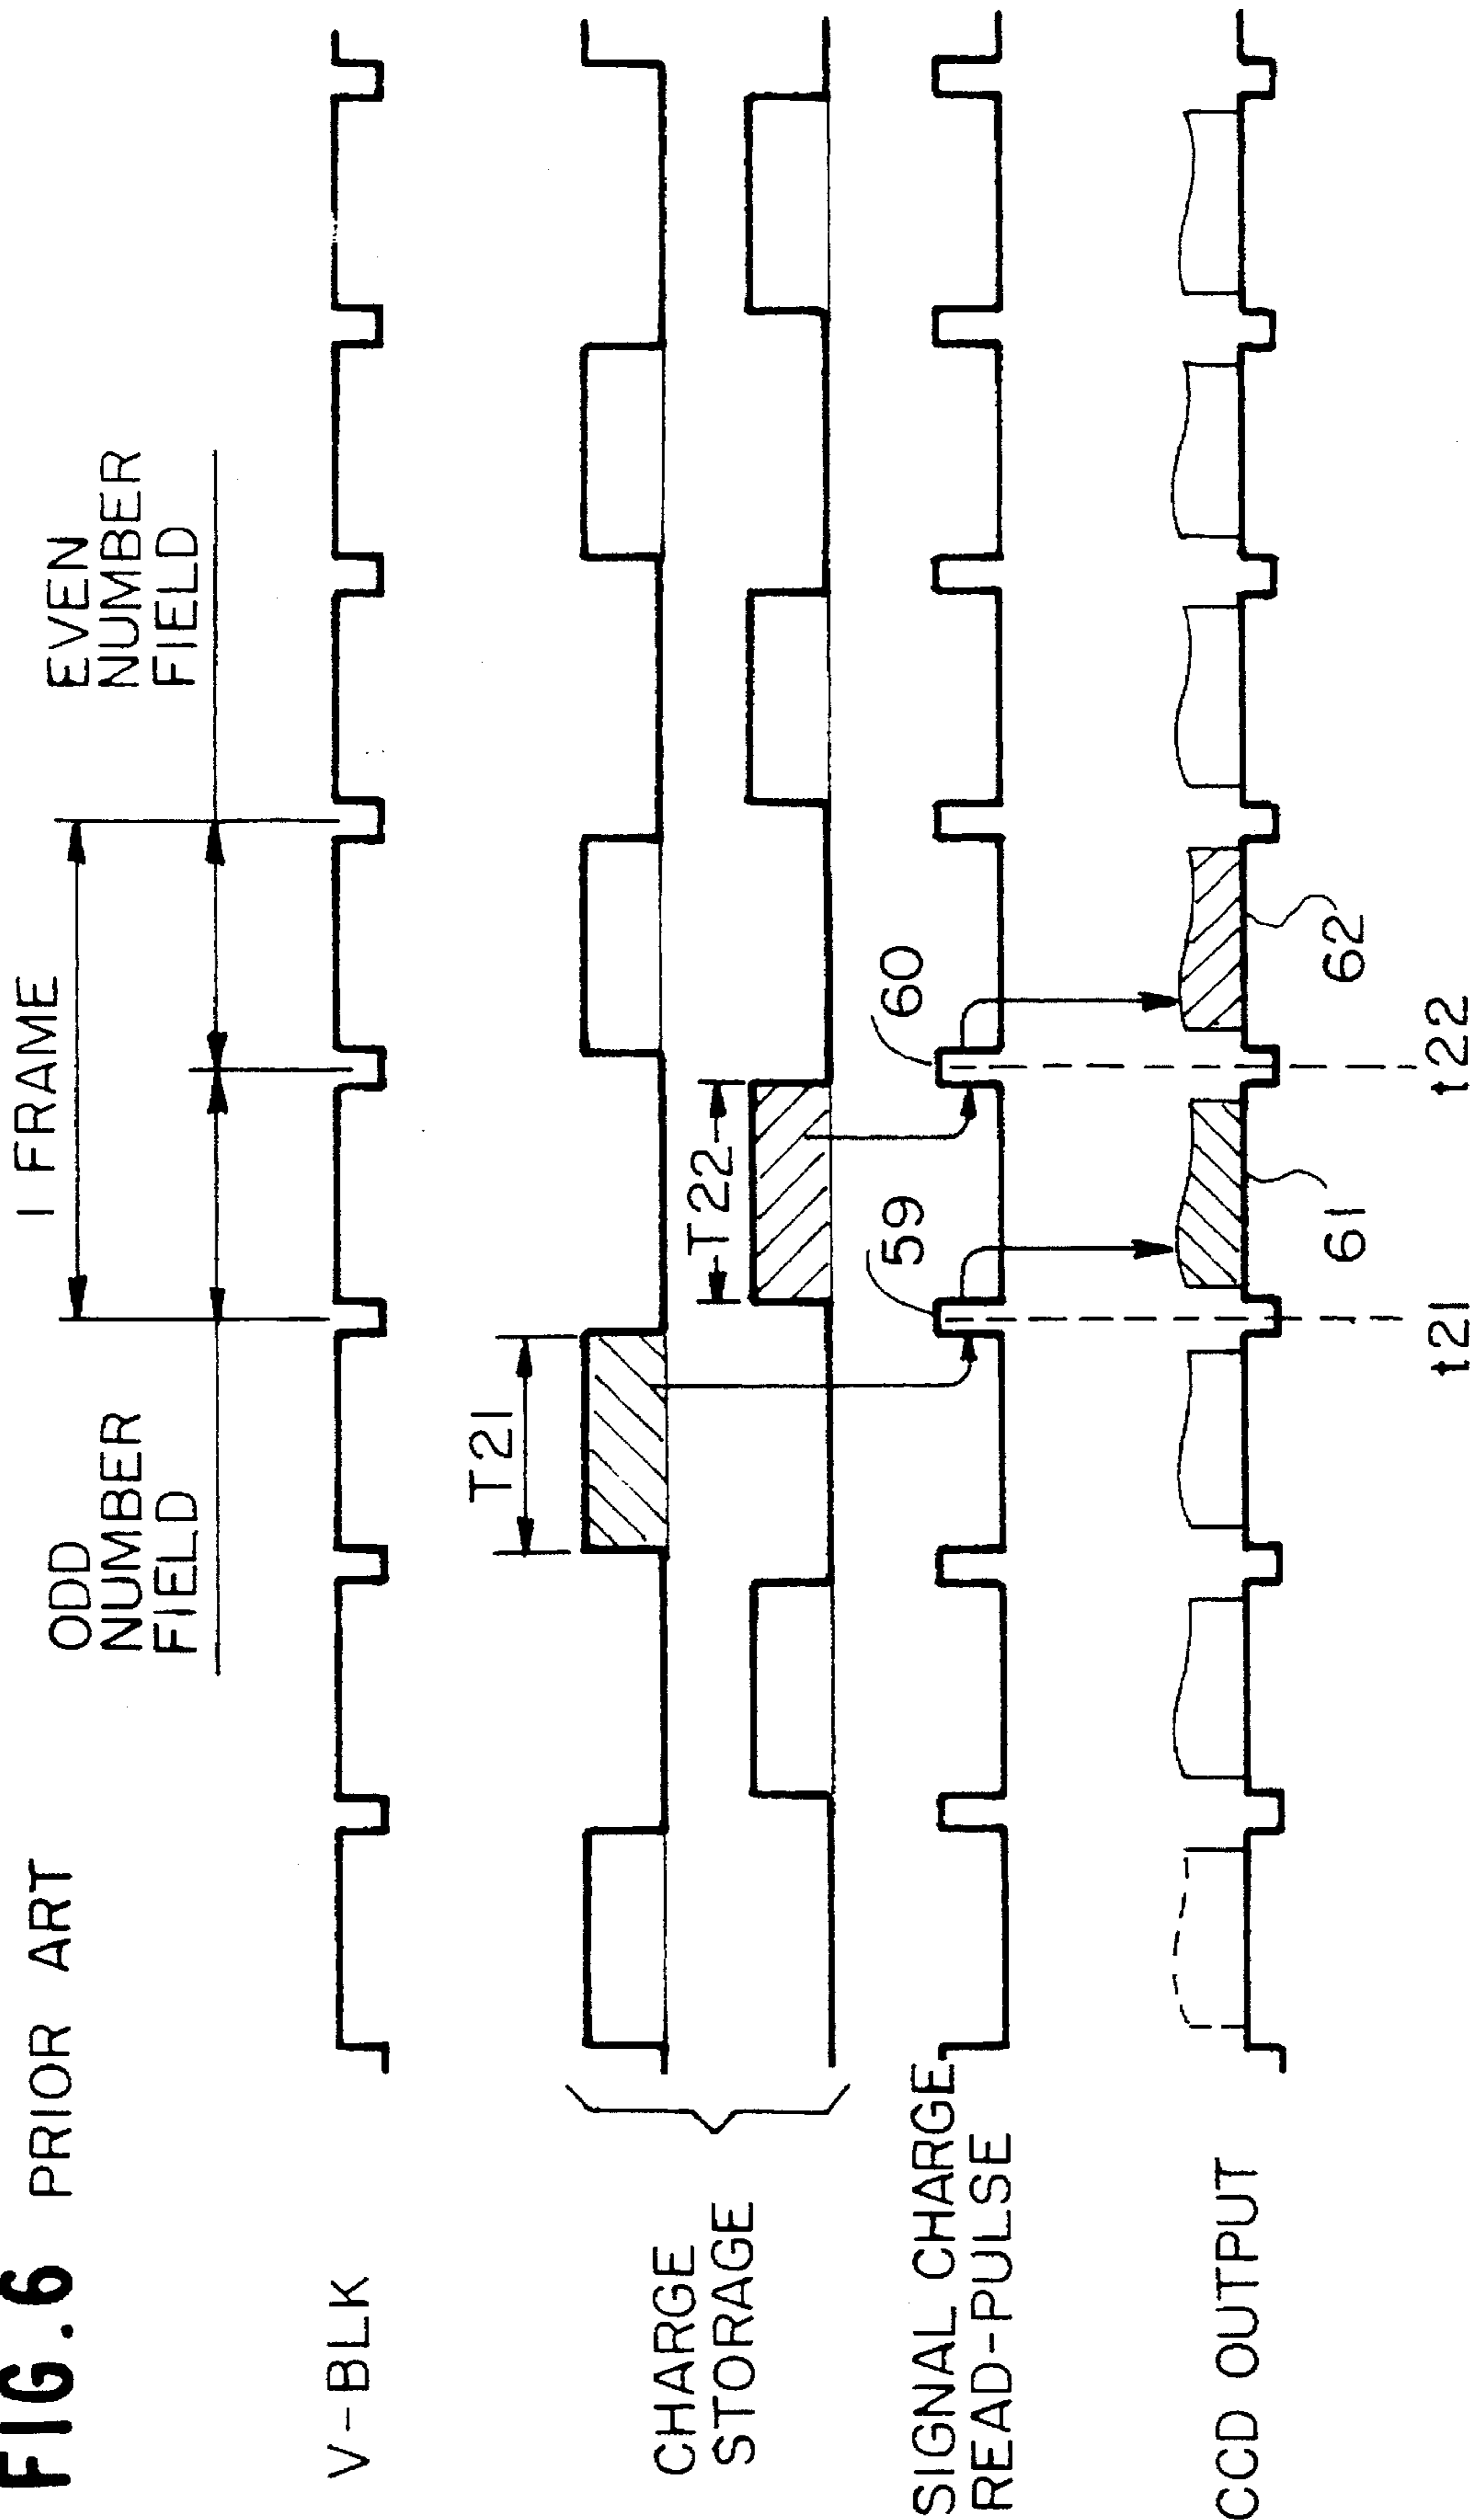 FIG. 6 PRIOR ART
1 FRAME
ODD
NUMBER
FIELD
EVEN
NUMBER
FIELD
V-BLK
T21
CHARGE
STORAGE
T22
SIGNAL CHARGE
READ-PULSE
59
60
CCD OUTPUT
61
62
t21
t22